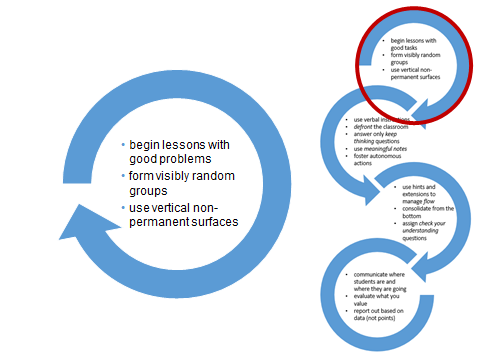 • begin lessons with
good problems
• form visibly random
groups
• use vertical non-
permanent surfaces
• begin lessons with
good tasks
• form visibly random
groups
• use vertical non-
permanent surfaces
• use verbal instructions
• defront the classroom
• answer only keep
thinking questions
• use meaningful notes
• foster autonomous
actions
• use hints and
extensions to
manage flow
• consolidate from the
bottom
• assign check your
understanding
questions
• communicate where
students are and
where they are going
• evaluate what you
value
• report out based on
data (not points)